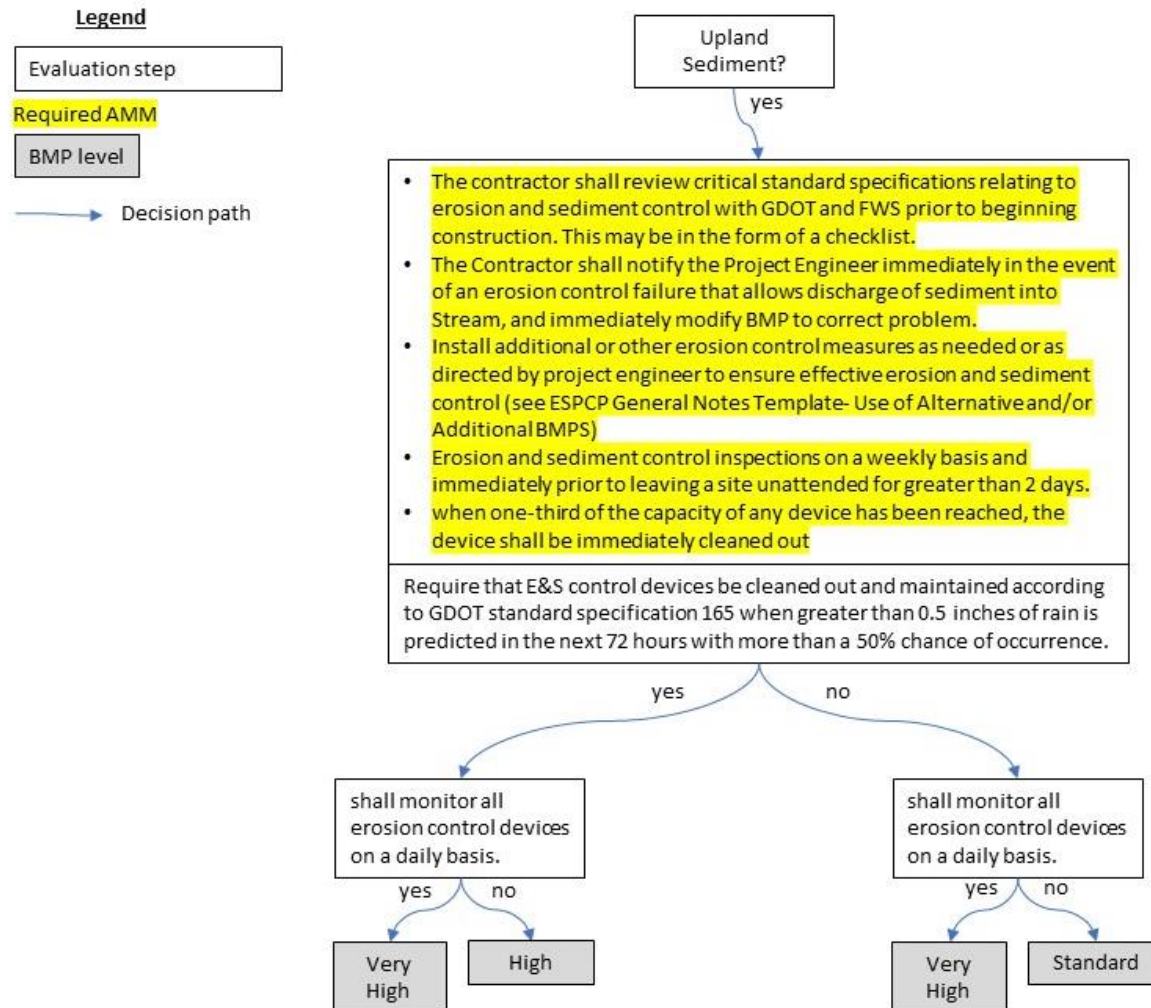 Legend
Evaluation step
Required AMM
BMP level
Decision path
Upland
Sediment?
yes
• The contractor shall review critical standard specifications relating to
erosion and sediment control with GDOT and FWS prior to beginning
construction. This may be in the form of a checklist.
• The Contractor shall notify the Project Engineer immediately in the event
of an erosion control failure that allows discharge of sediment into
Stream, and immediately modify BMP to correct problem.
• Install additional or other erosion control measures as needed or as
directed by project engineer to ensure effective erosion and sediment
control (see ESPCP General Notes Template- Use of Alternative and/or
Additional BMPS)
• Erosion and sediment control inspections on a weekly basis and
immediately prior to leaving a site unattended for greater than 2 days.
• when one-third of the capacity of any device has been reached, the
device shall be immediately cleaned out
Require that E&S control devices be cleaned out and maintained according
to GDOT standard specification 165 when greater than 0.5 inches of rain is
predicted in the next 72 hours with more than a 50% chance of occurrence.
yes
no
shall monitor all
erosion control devices
on a daily basis.
yes
no
Very
High
High
shall monitor all
erosion control devices
on a daily basis.
yes
no
Very
High
Standard